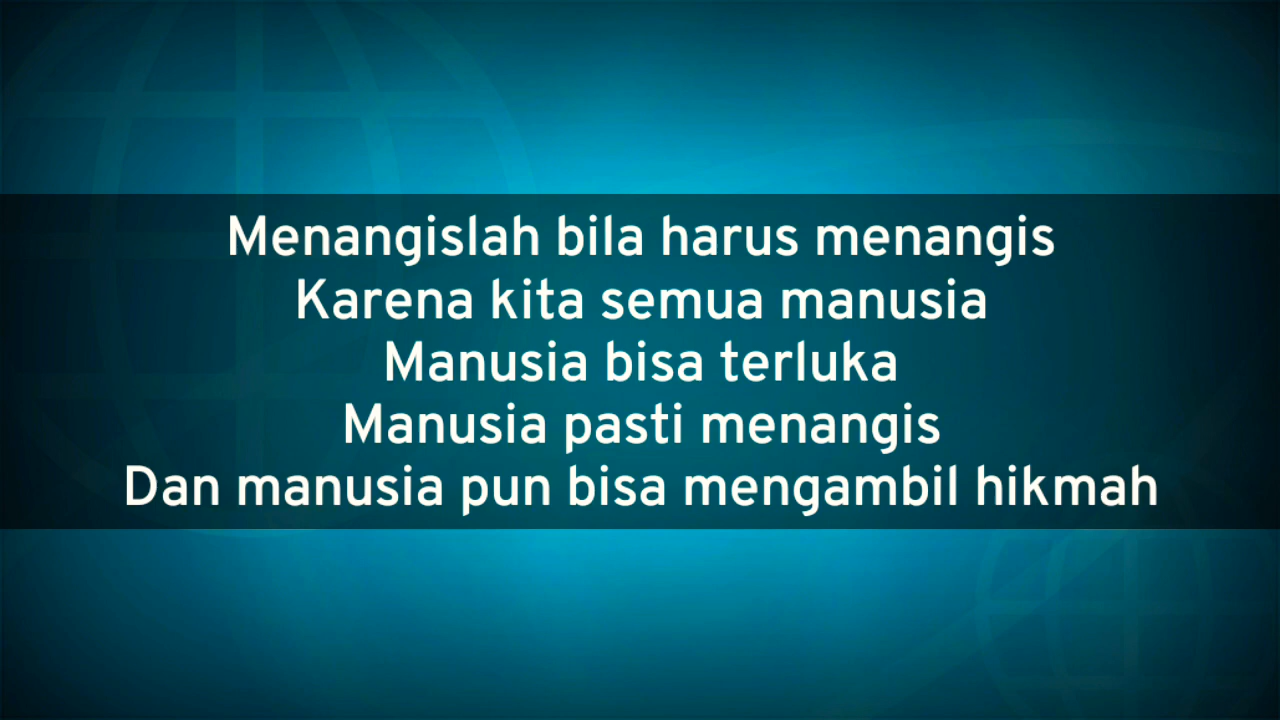 Menangislah bila harus menangis
Karena kita semua manusia
Manusia bisa terluka
Manusia pasti menangis
Dan manusia pun bisa mengambil hikmah